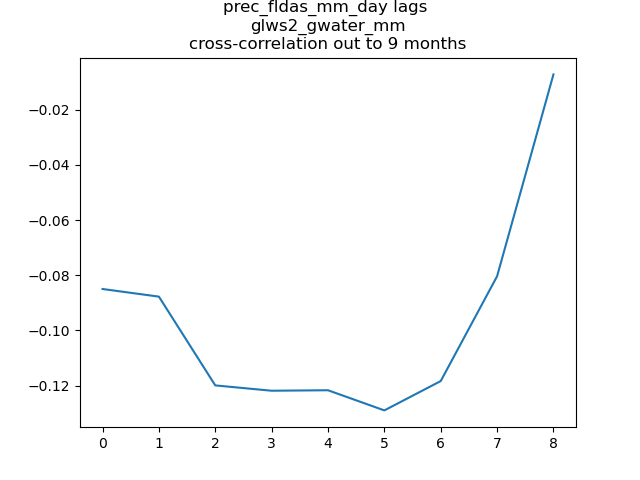 prec_fldas_mm_day lags
glws2_gwater_mm
cross-correlation out to 9 months
−0.02
−0.04
−0.06
−0.08
−0.10
−0.12
0 1 2 3 4 5 6 7 8